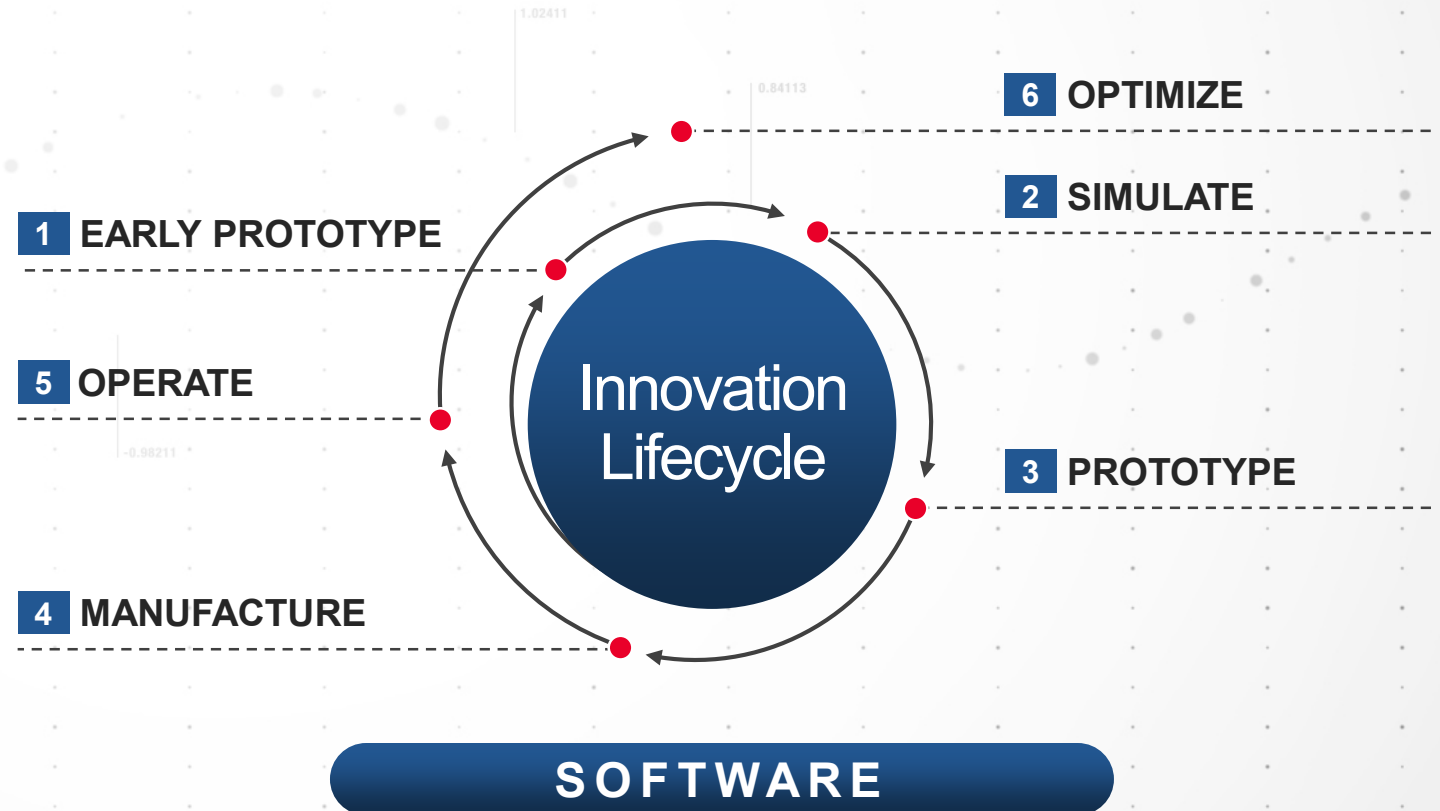 1.02411
0.84113
6 OPTIMIZE
2 SIMULATE
1 EARLY PROTOTYPE
5 OPERATE
Innovation
Lifecycle
-0.98211
3 PROTOTYPE
4 MANUFACTURE
SOFTWARE